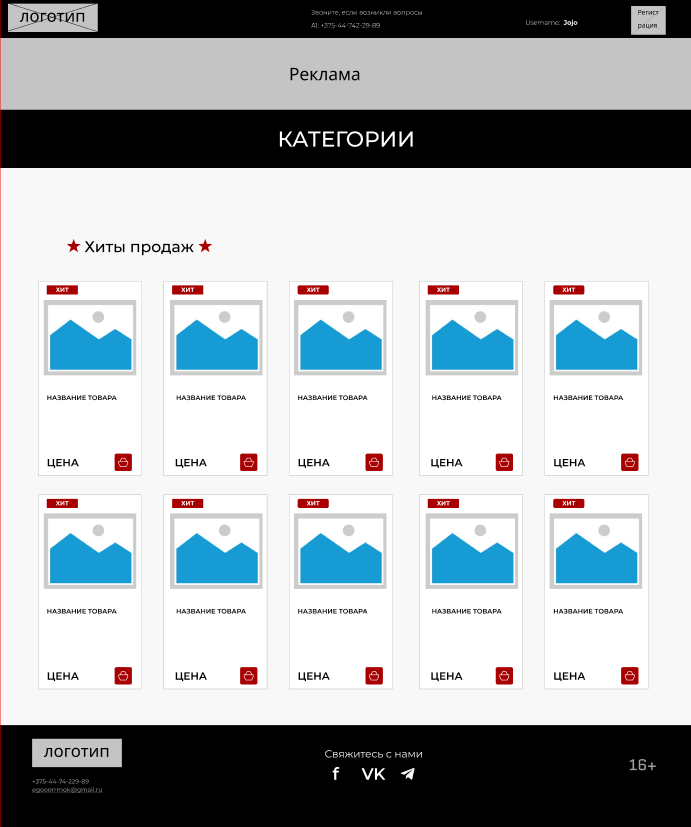 ЛОГОТИП
Звоните, если возникли вопросы
A1: +375-44-742-29-89
Username: Jojo
Регист
рация
Реклама
КАТЕГОРИИ
★ Хиты продаж ★
ХИТ ХИТ ХИТ ХИТ ХИТ
НАЗВАНИЕ ТОВАРА НАЗВАНИЕ ТОВАРА НАЗВАНИЕ ТОВАРА НАЗВАНИЕ ТОВАРА НАЗВАНИЕ ТОВАРА
ЦЕНА ЦЕНА ЦЕНА ЦЕНА ЦЕНА
ХИТ ХИТ ХИТ ХИТ ХИТ
НАЗВАНИЕ ТОВАРА НАЗВАНИЕ ТОВАРА НАЗВАНИЕ ТОВАРА НАЗВАНИЕ ТОВАРА НАЗВАНИЕ ТОВАРА
ЦЕНА ЦЕНА ЦЕНА ЦЕНА ЦЕНА
ЛОГОТИП
+375-44-74-229-89
Свяжитесь с нами
f VK
16+